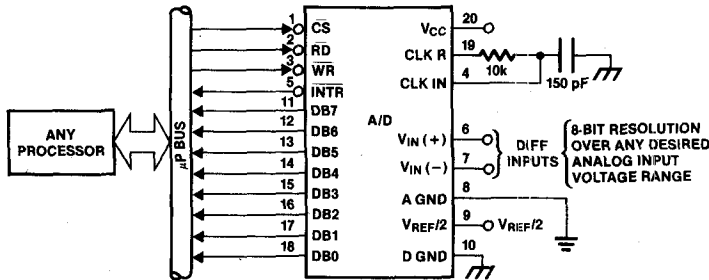 ANY
PROCESSOR
µP BUS
1
2
3
5
11
12
13
14
15
16
17
18
CS
RD
WR
INTR
DB7
DB6
DB5
DB4
DB3
DB2
DB1
DB0
A/D
VCC
CLK R
CLK IN
VIN (+)
VIN (−)
A GND
VREF/2
D GND
20
19
4
6
7
8
9
10
10k
150 pF
DIFF
INPUTS
8-BIT RESOLUTION
OVER ANY DESIRED
ANALOG INPUT
VOLTAGE RANGE
VREF/2